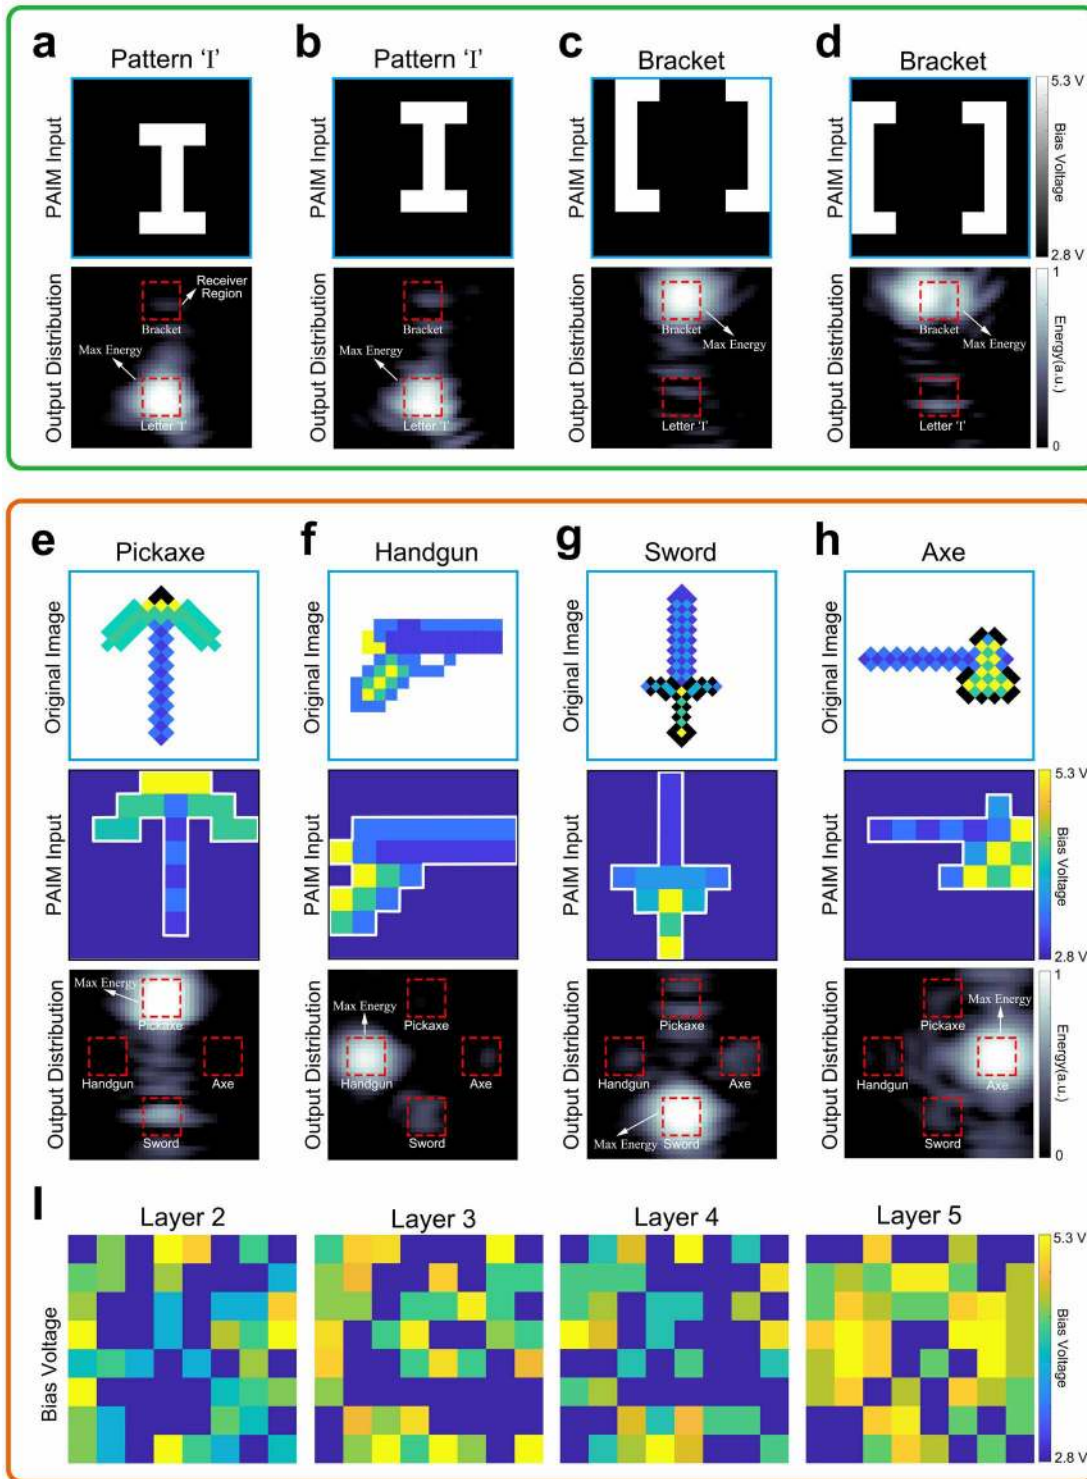 a
Pattern 'I'
b
Pattern 'I'
c
Bracket
d
Bracket
PAIM Input
PAIM Input
PAIM Input
PAIM Input
5.3 V
Bias Voltage
2.8 V
Output Distribution
Receiver
Region
Bracket
Max Energy
Letter 'I'
Output Distribution
Bracket
Max Energy
Letter 'I'
Output Distribution
Bracket
Max Energy
Letter 'I'
Output Distribution
Bracket
Max Energy
Letter 'I'
1
Energy(a.u.)
0
e
Pickaxe
f
Handgun
g
Sword
h
Axe
Original Image
Original Image
Original Image
Original Image
PAIM Input
PAIM Input
PAIM Input
PAIM Input
5.3 V
Bias Voltage
2.8 V
Output Distribution
Max Energy
Pickaxe
Handgun
Axe
Sword
Output Distribution
Max Energy
Pickaxe
Handgun
Axe
Sword
Output Distribution
Pickaxe
Handgun
Axe
Max Energy
Sword
Output Distribution
Max Energy
Pickaxe
Handgun
Axe
Sword
1
Energy(a.u.)
0
l
Layer 2
Layer 3
Layer 4
Layer 5
Bias Voltage
5.3 V
Bias Voltage
2.8 V